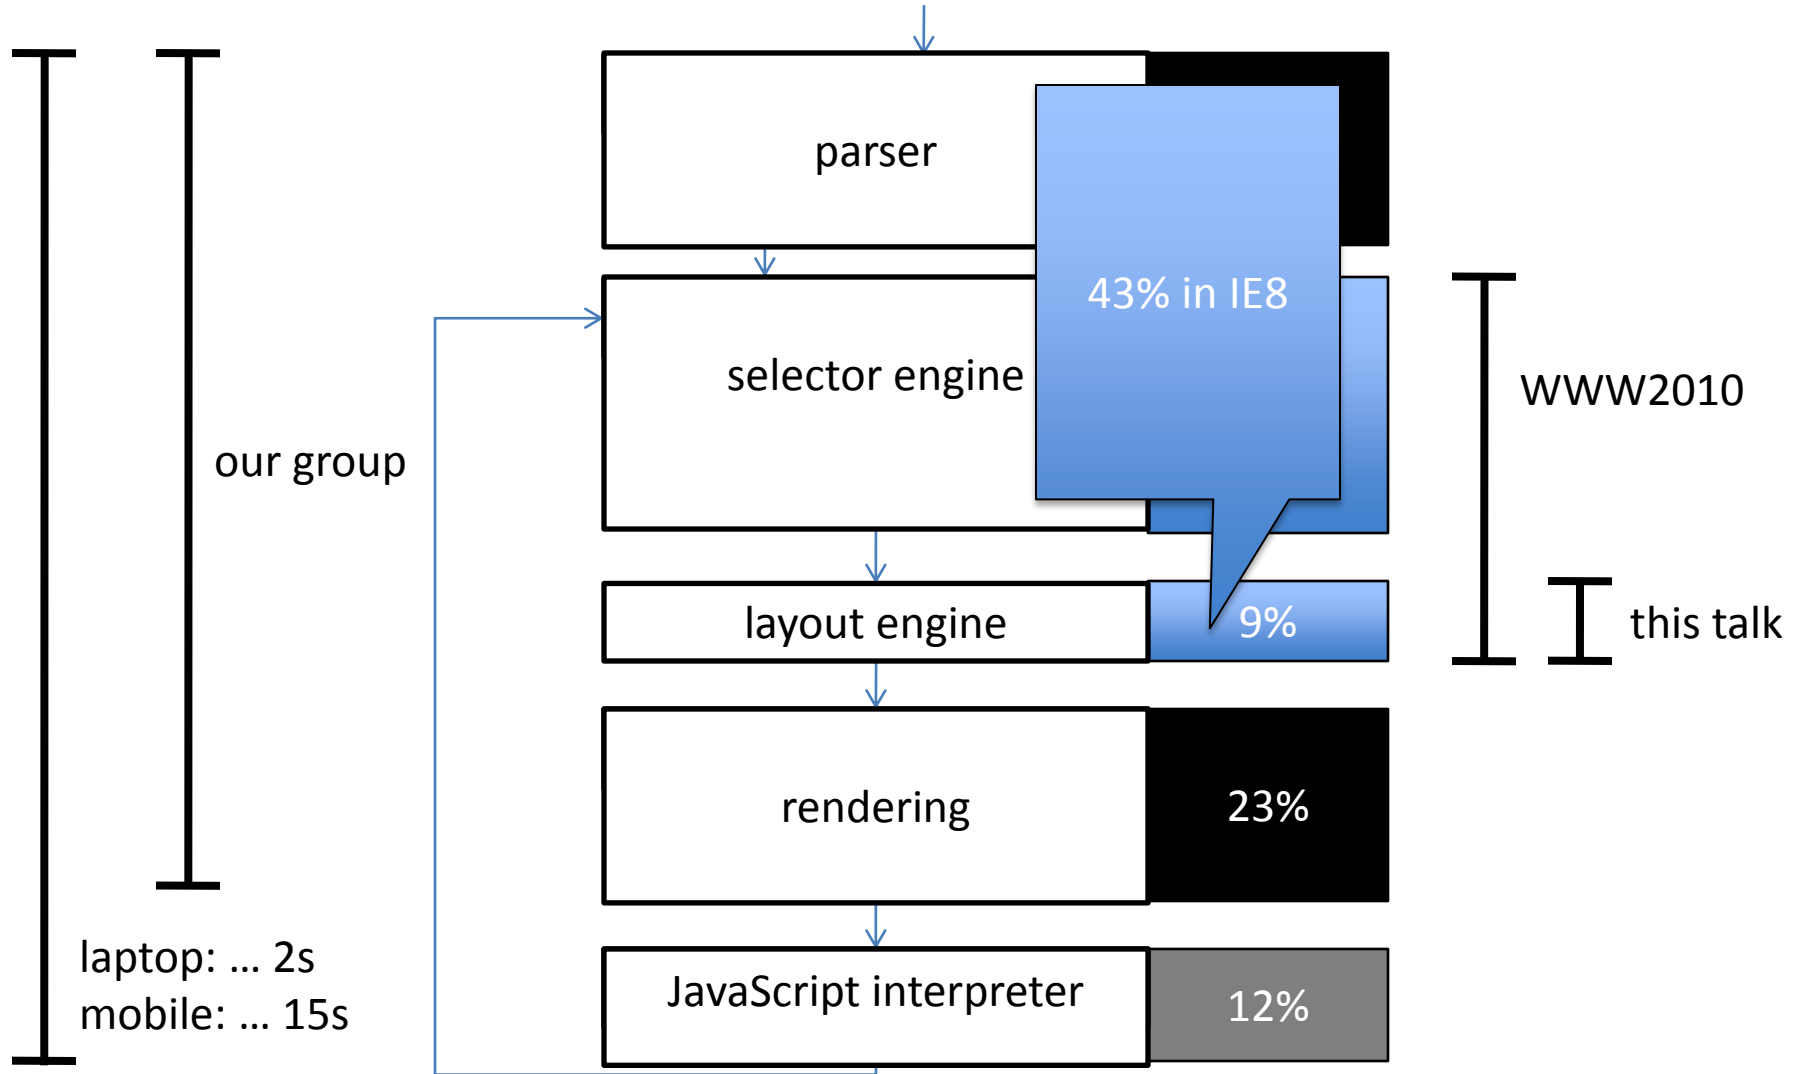 parser
43% in IE8
selector engine
WWW2010
our group
layout engine
9%
this talk
rendering
23%
laptop: ... 2s
mobile: ... 15s
JavaScript interpreter
12%